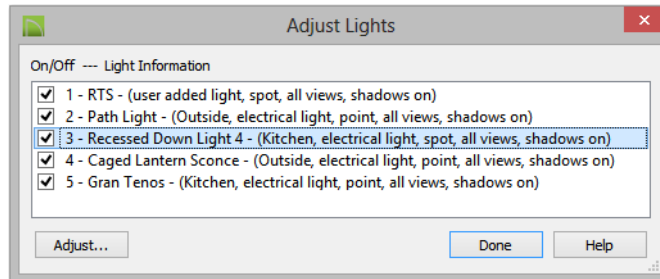 Adjust Lights
On/Off --- Light Information
1 - RTS - (user added light, spot, all views, shadows on)
2 - Path Light - (Outside, electrical light, point, all views, shadows on)
3 - Recessed Down Light 4 - (Kitchen, electrical light, spot, all views, shadows on)
4 - Caged Lantern Sconce - (Outside, electrical light, point, all views, shadows on)
5 - Gran Tenos - (Kitchen, electrical light, point, all views, shadows on)
Adjust... Done Help